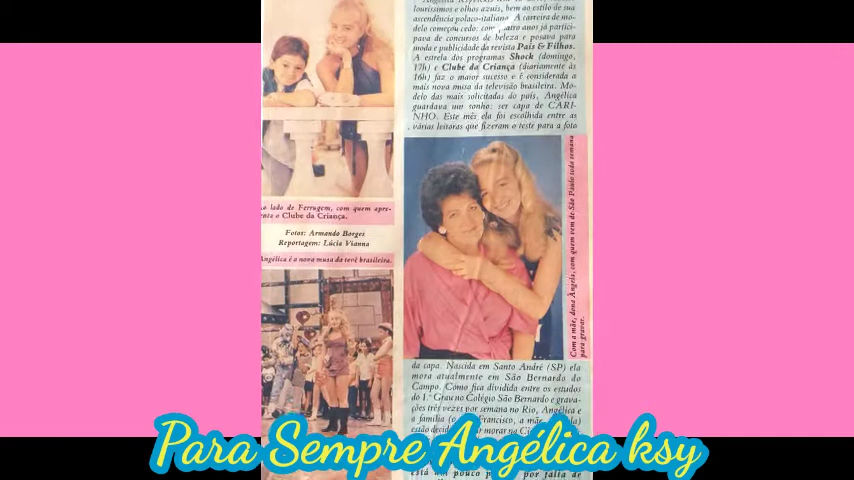 louríssimos e olhos azuis, bem ao estilo de sua
ascendência polaco-italiana. A carreira de mo-
delo começou cedo: com quatro anos já partici-
pava de concursos de beleza e posava para
moda e publicidade da revista Pais & Filhos.
A estrela dos programas Shock (domingo,
17h) e Clube da Criança (diariamente às
16h) faz o maior sucesso e é considerada a
mais nova musa da televisão brasileira. Mo-
delo das mais solicitadas do país, Angélica
guardava um sonho: ser capa de CARI-
NHO. Este mês ela foi escolhida entre as
várias leitoras que fizeram o teste para a foto
da capa. Nascida em Santo André (SP) ela
mora atualmente em São Bernardo do
Campo. Como fica dividida entre os estudos
do 1.º Grau no Colégio São Bernardo e grava-
ções três vezes por semana no Rio, Angélica e
a família
Francisco, a mãe
estão
morar na
está um pouco por falta de
ao lado de Ferrugem, com quem apre-
senta o Clube da Criança.
Fotos: Armando Borges
Reportagem: Lúcia Vianna
Angélica é a nova musa da tevê brasileira.
Com a mãe, dona Angela, com quem vem de São Paulo toda semana
para gravar.
Para Sempre Angélica ksy